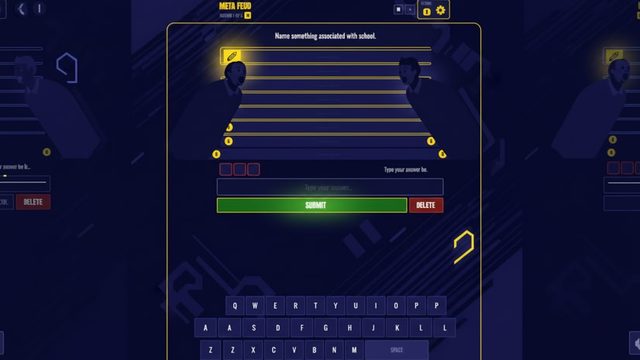 META FEUD
Name something associated with school.
Type your answer be.
Type your answer...
SUBMIT
DELETE
Q W E R T Y U I O P P
A A S D F G H J K L L
Z Z X C V B N M SPACE
DELETE